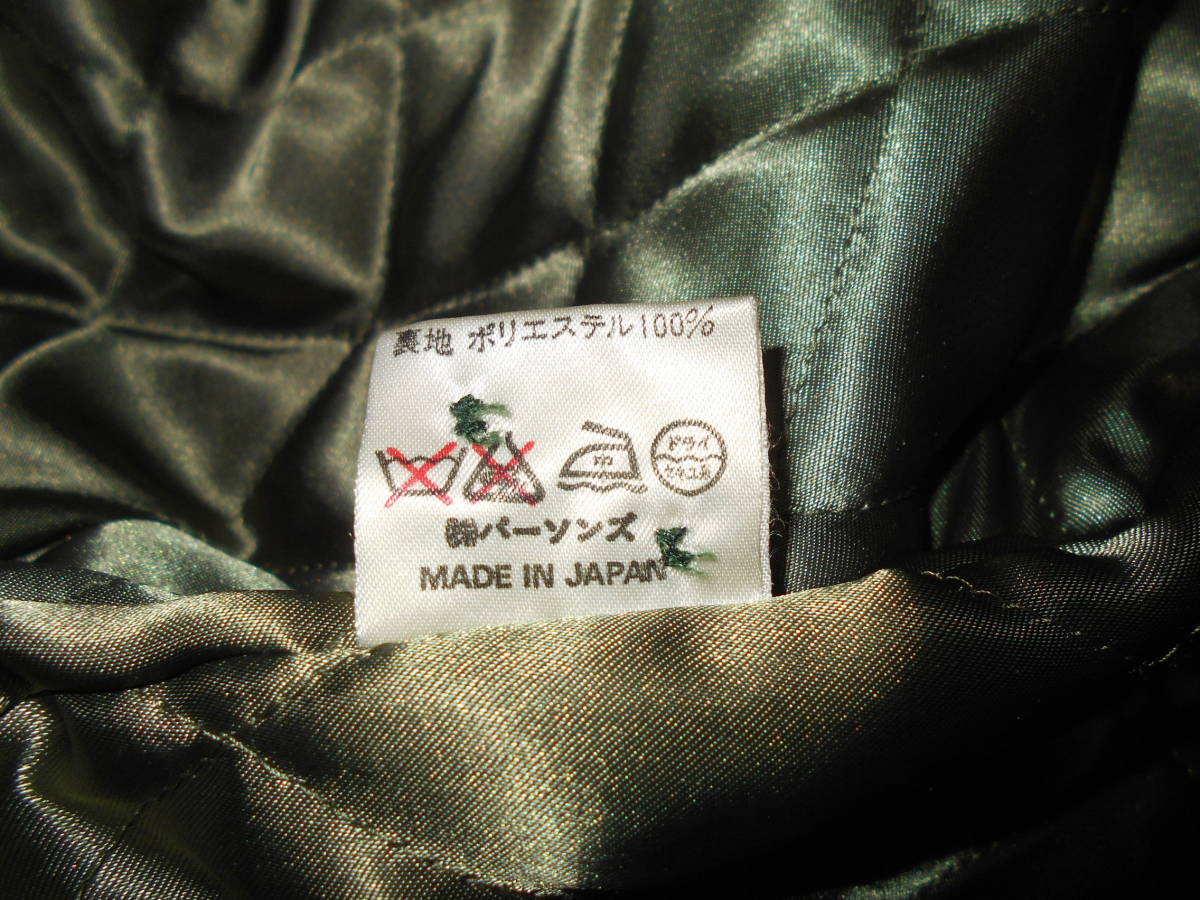 裏地 ポリエステル100%
中 ドライ
セキユ系
㈱パーソンズ
MADE IN JAPAN